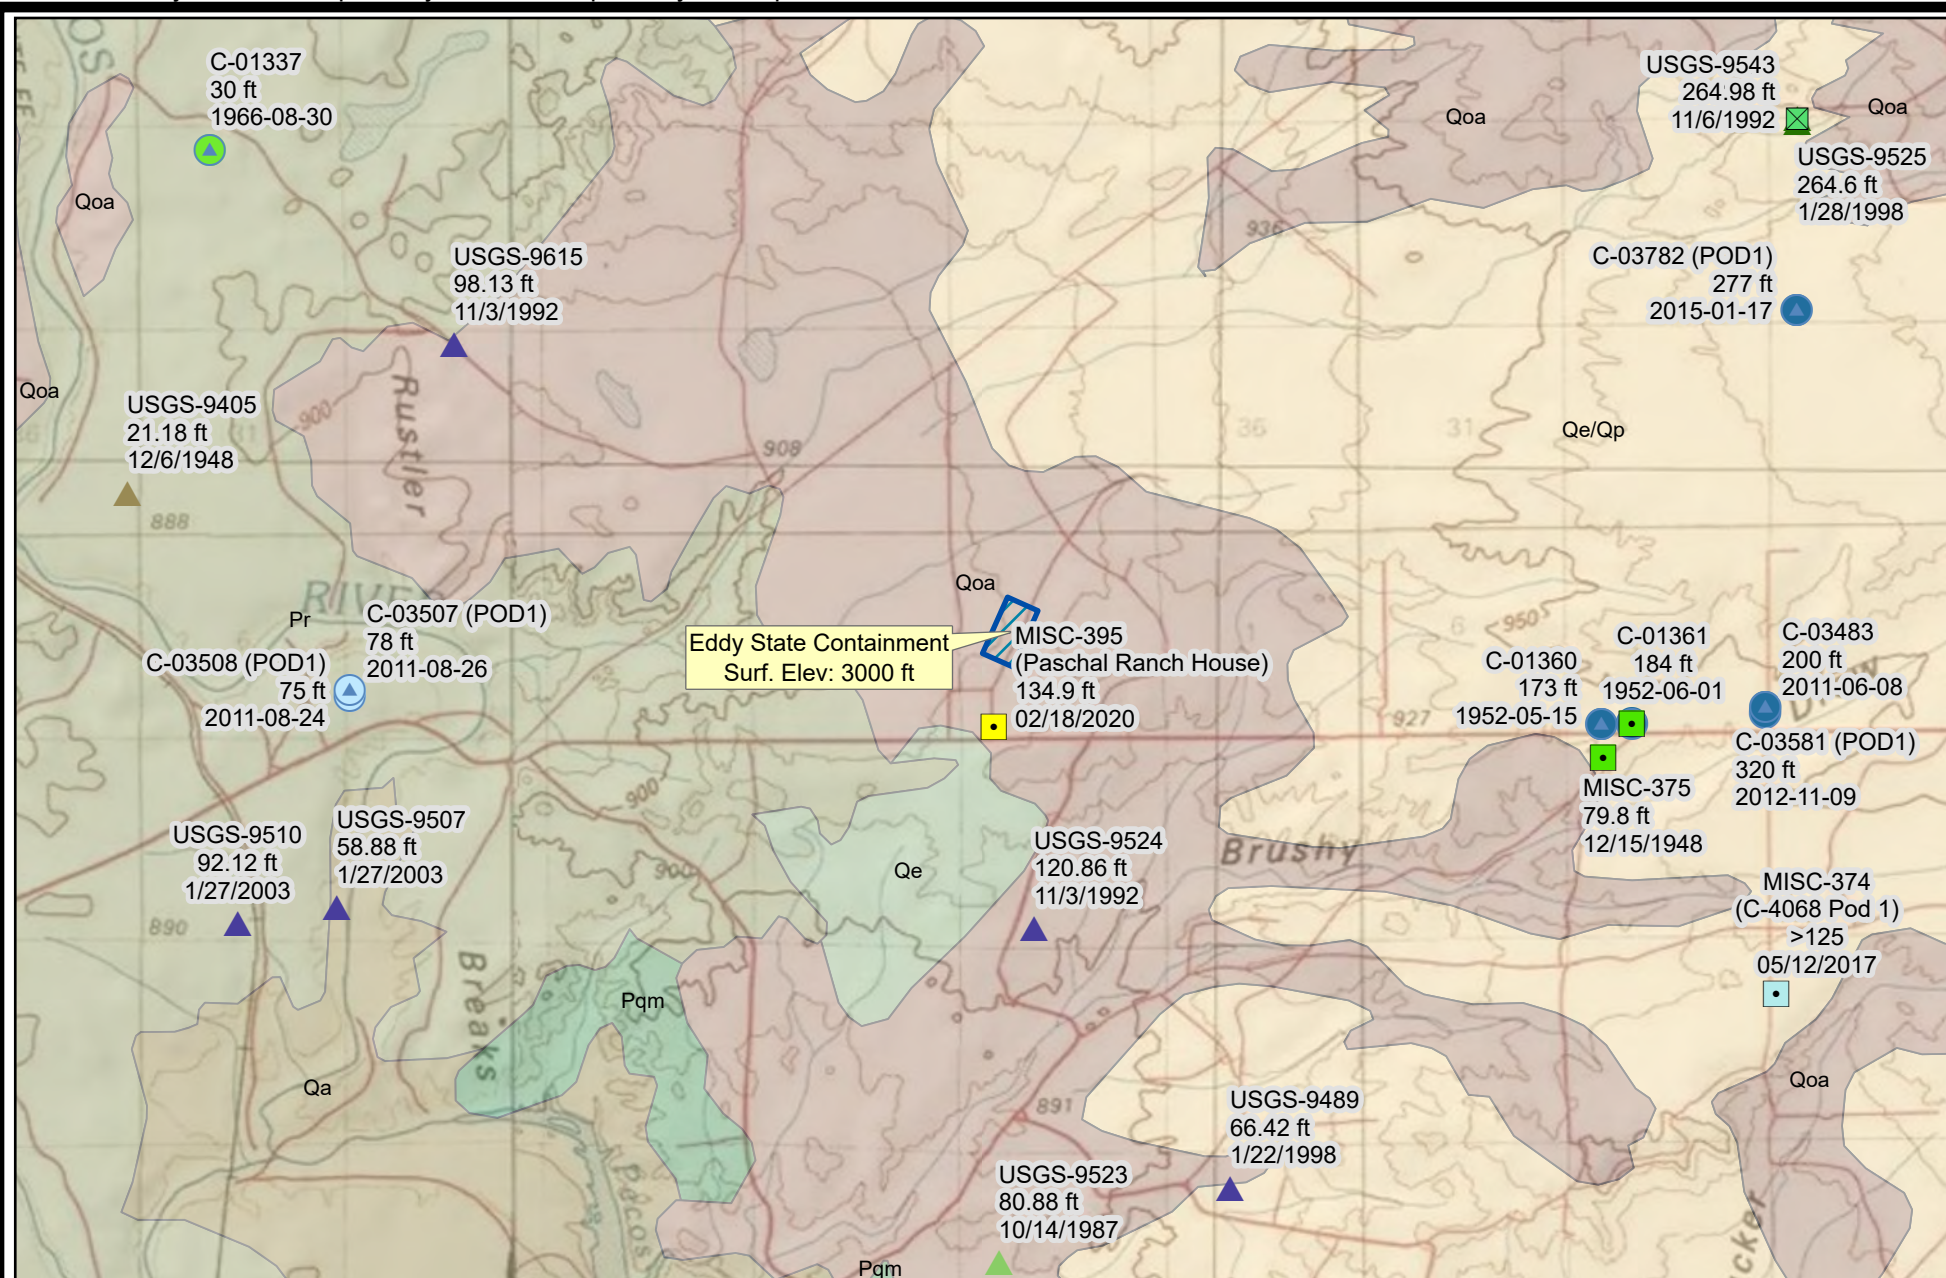 C-01337
30 ft
1966-08-30
USGS-9543
264.98 ft
11/6/1992
Qoa
Qoa
USGS-9525
264.6 ft
1/28/1998
Qoa
936
USGS-9615
98.13 ft
11/3/1992
C-03782 (POD1)
277 ft
2015-01-17
Qoa
USGS-9405
21.18 ft
12/6/1948
900
Rustler
908
36
31
Qe/Qp
888
Qoa
RIVER
Pr
C-03507 (POD1)
78 ft
2011-08-26
C-03508 (POD1)
75 ft
2011-08-24
Eddy State Containment
Surf. Elev: 3000 ft
MISC-395
(Paschal Ranch House)
134.9 ft
02/18/2020
950
C-01360
173 ft
1952-05-15
C-01361
184 ft
1952-06-01
C-03483
200 ft
2011-06-08
927
C-03581 (POD1)
320 ft
2012-11-09
MISC-375
79.8 ft
12/15/1948
900
USGS-9510
92.12 ft
1/27/2003
USGS-9507
58.88 ft
1/27/2003
900
Qe
USGS-9524
120.86 ft
11/3/1992
Brushy
MISC-374
(C-4068 Pod 1)
>125
05/12/2017
890
Breaks
Pqm
Qa
Qoa
891
USGS-9489
66.42 ft
1/22/1998
USGS-9523
80.88 ft
10/14/1987
Pecos
Pqm